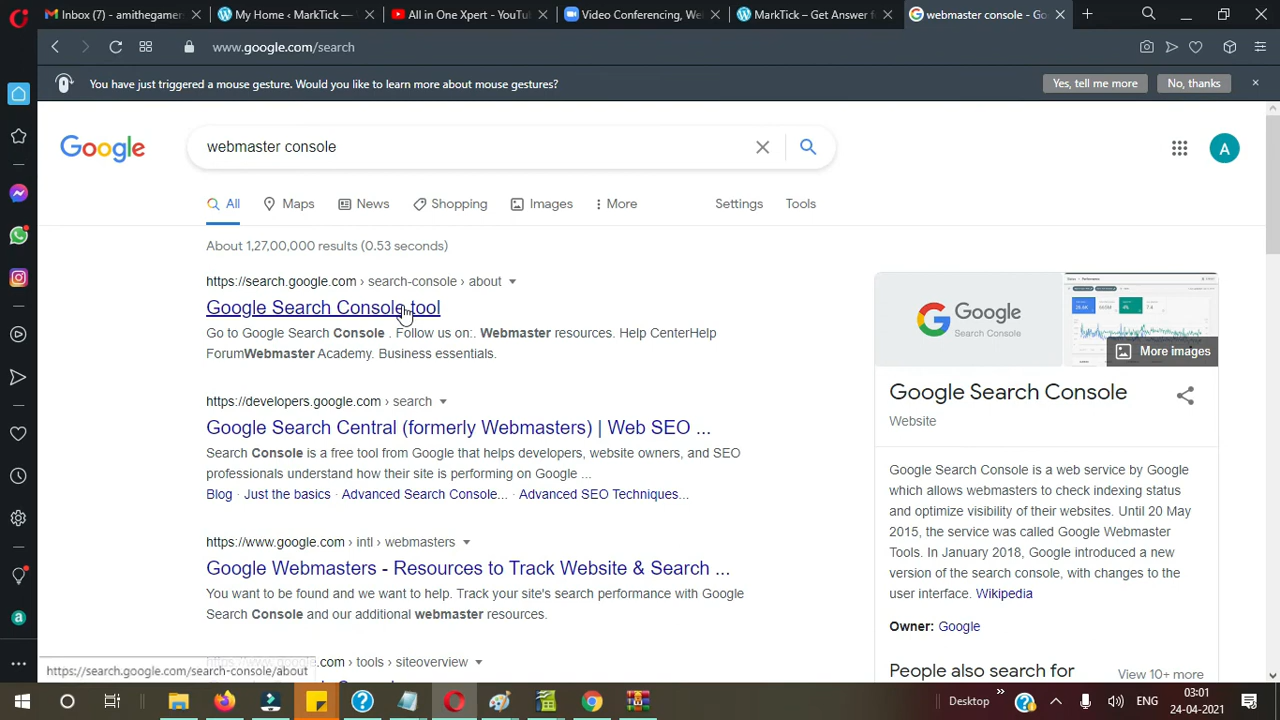 Inbox (7) - amithegamers
My Home ‹ MarkTick —
All in One Xpert - YouTu
Video Conferencing, We
MarkTick – Get Answer f
webmaster console - Go
www.google.com/search
You have just triggered a mouse gesture. Would you like to learn more about mouse gestures?
Yes, tell me more
No, thanks
Google
webmaster console
A
All
Maps
News
Shopping
Images
More
Settings
Tools
About 1,27,00,000 results (0.53 seconds)
https://search.google.com › search-console › about
Google Search Console tool
Go to Google Search Console . Follow us on:. Webmaster resources. Help CenterHelp
ForumWebmaster Academy. Business essentials.
https://developers.google.com › search
Google Search Central (formerly Webmasters) | Web SEO ...
Search Console is a free tool from Google that helps developers, website owners, and SEO
professionals understand how their site is performing on Google ...
Blog · Just the basics · Advanced Search Console... · Advanced SEO Techniques...
https://www.google.com › intl › webmasters
Google Webmasters - Resources to Track Website & Search ...
You want to be found and we want to help. Track your site's search performance with Google
Search Console and our additional webmaster resources.
.com › tools › siteoverview
https://search.google.com/search-console/about
Google
Search Console
More images
Google Search Console
Website
Google Search Console is a web service by Google
which allows webmasters to check indexing status
and optimize visibility of their websites. Until 20 May
2015, the service was called Google Webmaster
Tools. In January 2018, Google introduced a new
version of the search console, with changes to the
user interface. Wikipedia
Owner: Google
People also search for
View 10+ more
Desktop
ENG
03:01
24-04-2021